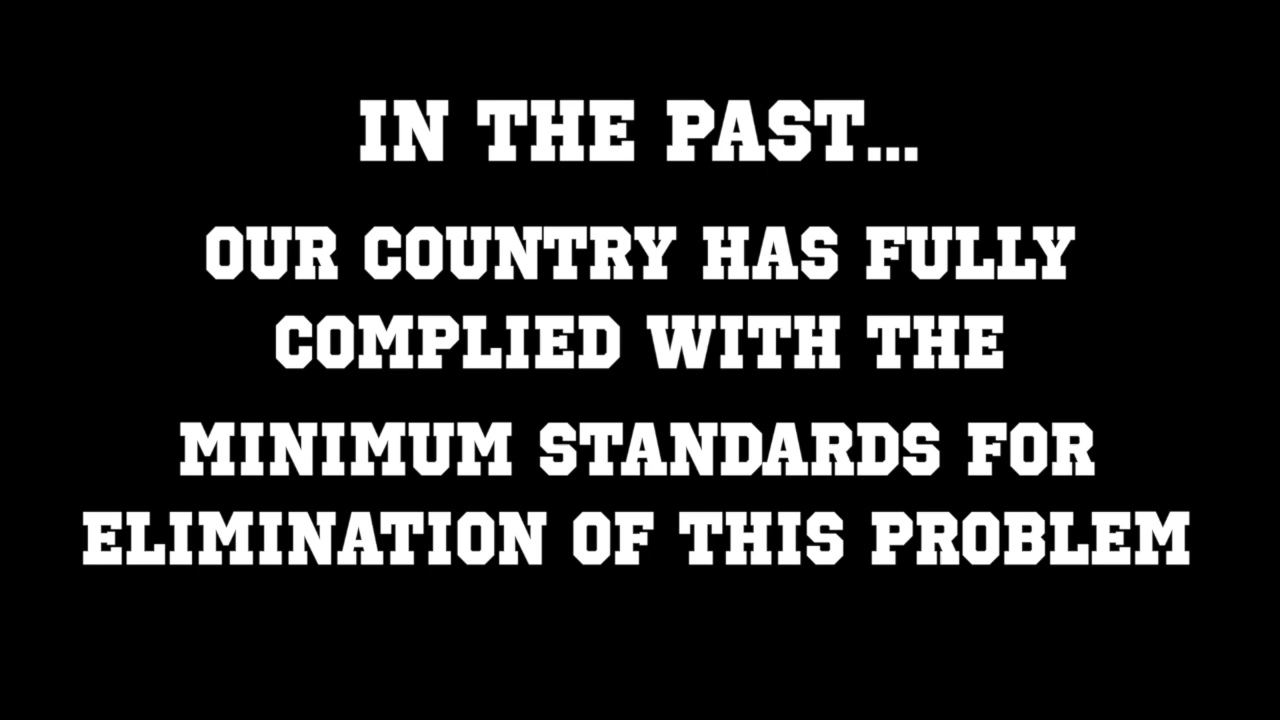 IN THE PAST...
OUR COUNTRY HAS FULLY
COMPLIED WITH THE
MINIMUM STANDARDS FOR
ELIMINATION OF THIS PROBLEM